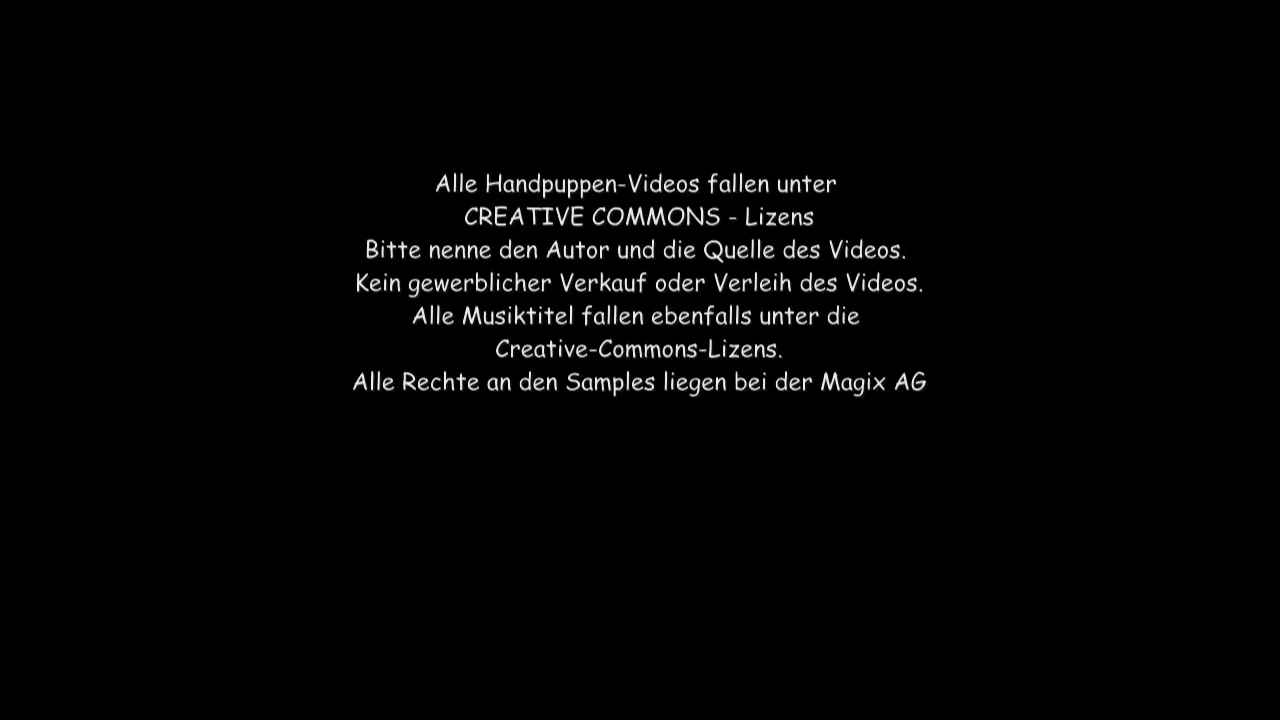 Alle Handpuppen-Videos fallen unter
CREATIVE COMMONS - Lizens
Bitte nenne den Autor und die Quelle des Videos.
Kein gewerblicher Verkauf oder Verleih des Videos.
Alle Musiktitel fallen ebenfalls unter die
Creative-Commons-Lizens.
Alle Rechte an den Samples liegen bei der Magix AG